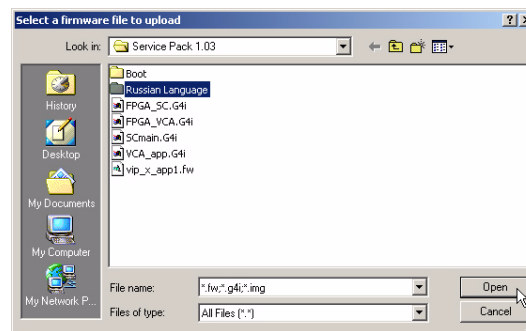 Select a firmware file to upload
Look in: Service Pack 1.03
History
Desktop
My Documents
My Computer
My Network P...
Boot
Russian Language
FPGA_SC.G4i
FPGA_VCA.G4i
SCmain.G4i
VCA_app.G4i
vip_x_app1.fw
File name: *.fw;*.g4i;*.img Open
Files of type: All Files (*.*) Cancel